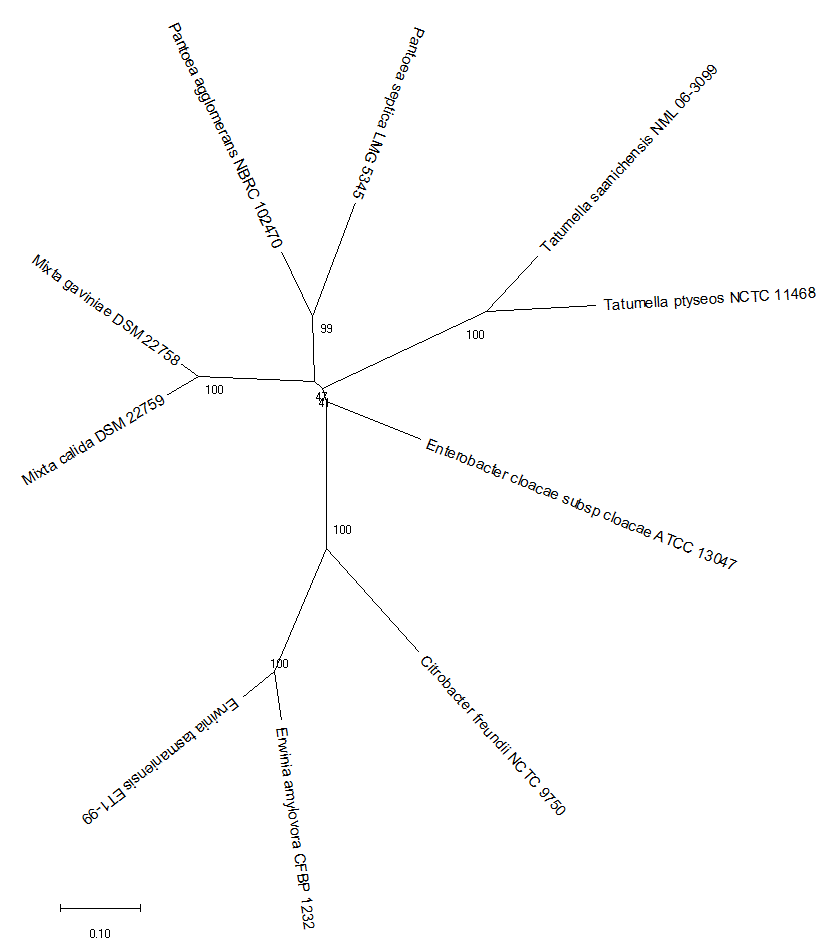 Pantoea agglomerans NBRC 102470
Pantoea septica LMG 5345
Tatumella saanichensis NML 06-3099
Tatumella ptyseos NCTC 11468
Mixta gaviniae DSM 22758
Mixta calida DSM 22759
99
100
100
47
41
Enterobacter cloacae subsp cloacae ATCC 13047
100
100
Citrobacter freundii NCTC 9750
Erwinia tasmaniensis ET1-99
Erwinia amylovora CFBP 1232
0.10